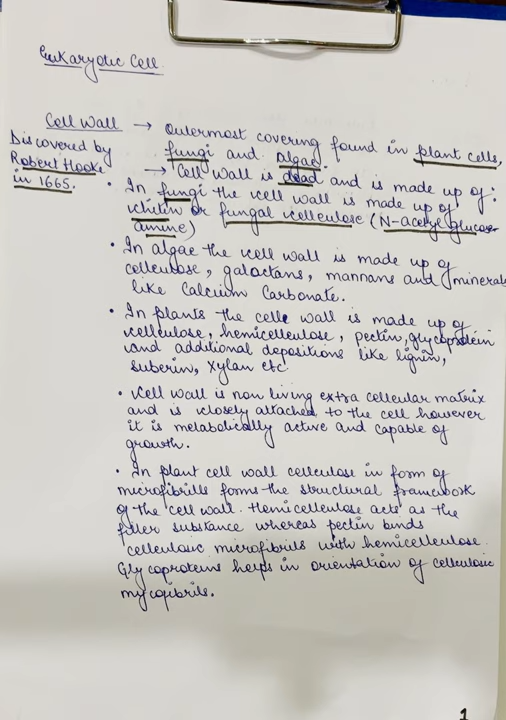 Eukaryotic Cell
Cell Wall → Outermost covering found in plant cells,
Discovered by
Robert Hooke
in 1665.
fungi and algae.
→ Cell wall is dead and is made up of:
• In fungi the cell wall is made up of
chitin or fungal cellulose (N-acetyl glucos-
amine)
• In algae the cell wall is made up of
cellulose, galactans, mannans and minerals
like Calcium Carbonate.
• In plants the cell wall is made up of
cellulose, hemicellulose, pectin, glycoprotein
and additional depositions like lignin,
suberin, xylan etc
• Cell wall is non living extra cellular matrix
and is closely attached to the cell however
it is metabolically active and capable of
growth.
• In plant cell wall cellulose in form of
microfibrills forms the structural framework
of the cell wall. Hemicellulose acts as the
filler substance whereas pectin binds
cellulosic microfibrils with hemicellulose.
Glycoproteins helps in orientation of cellulosic
mycofibrils.
1